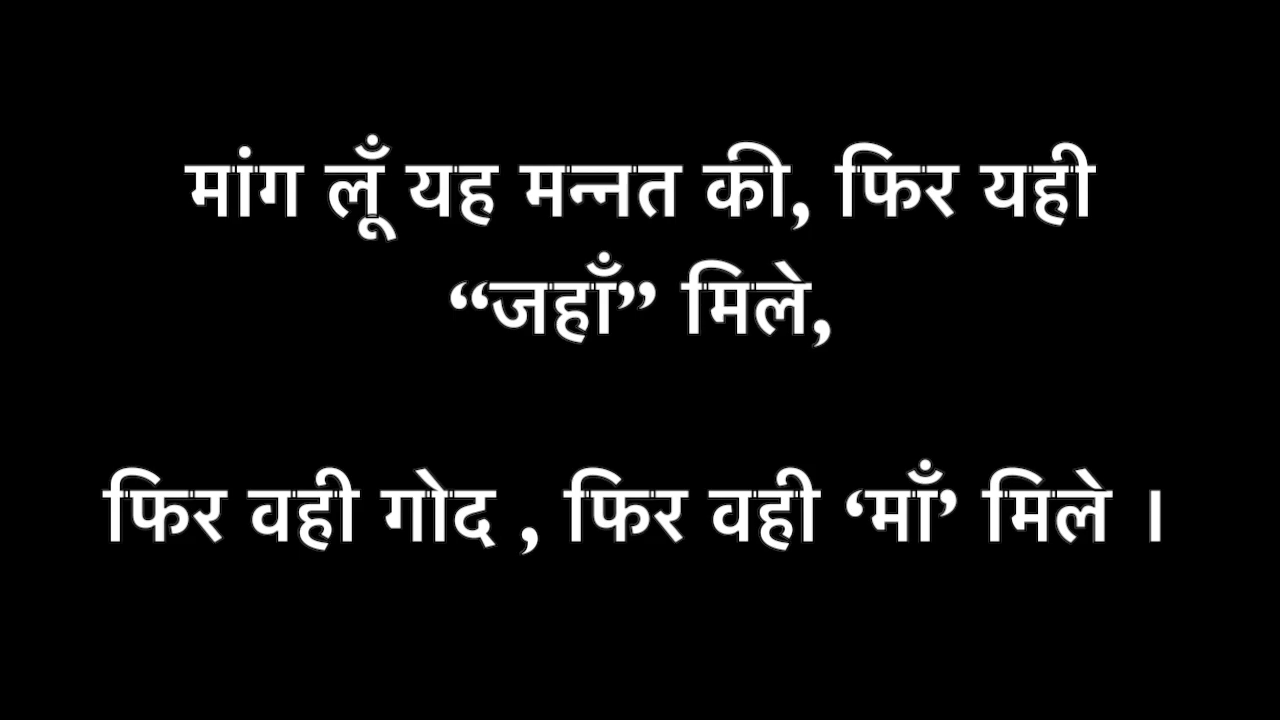 मांग लूँ यह मन्नत की, फिर यही
“जहाँ” मिले,
फिर वही गोद , फिर वही ‘माँ’ मिले ।